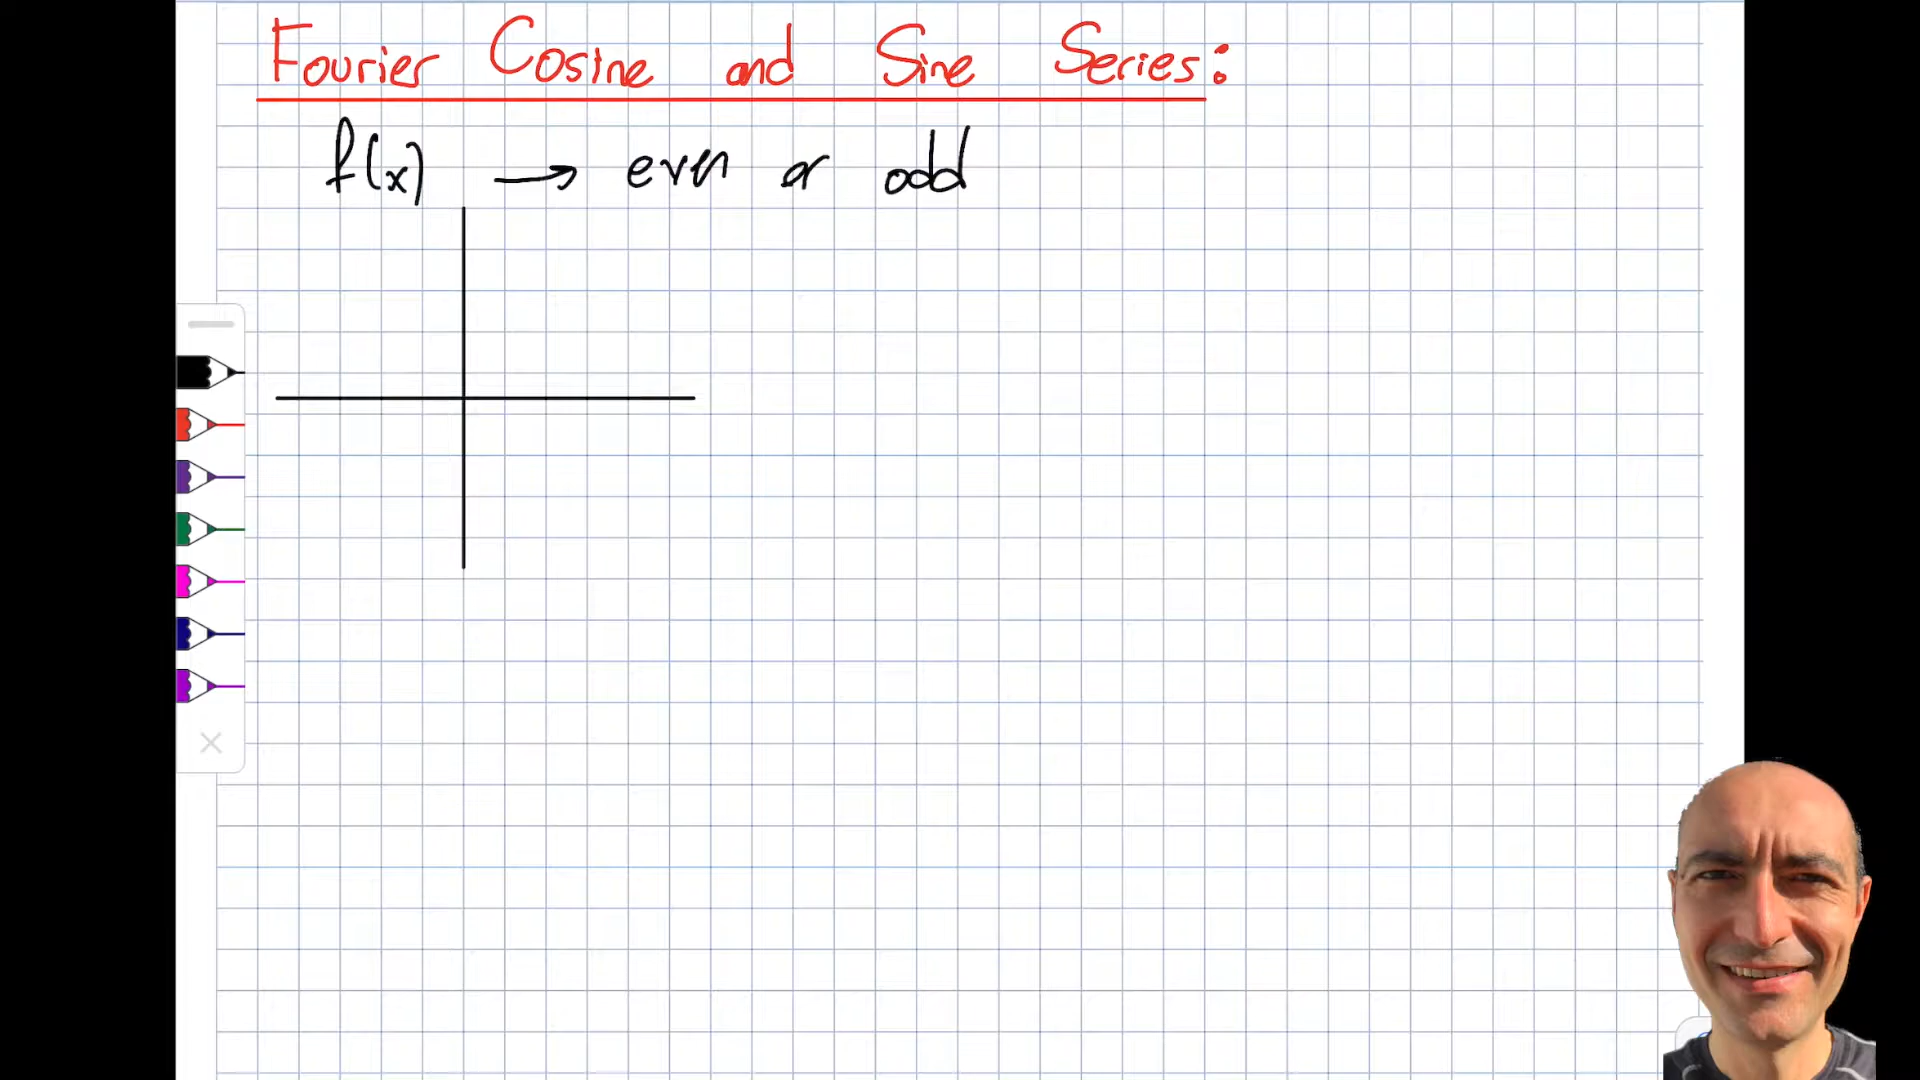 Fourier Cosine and Sine Series:
f(x) → even or odd